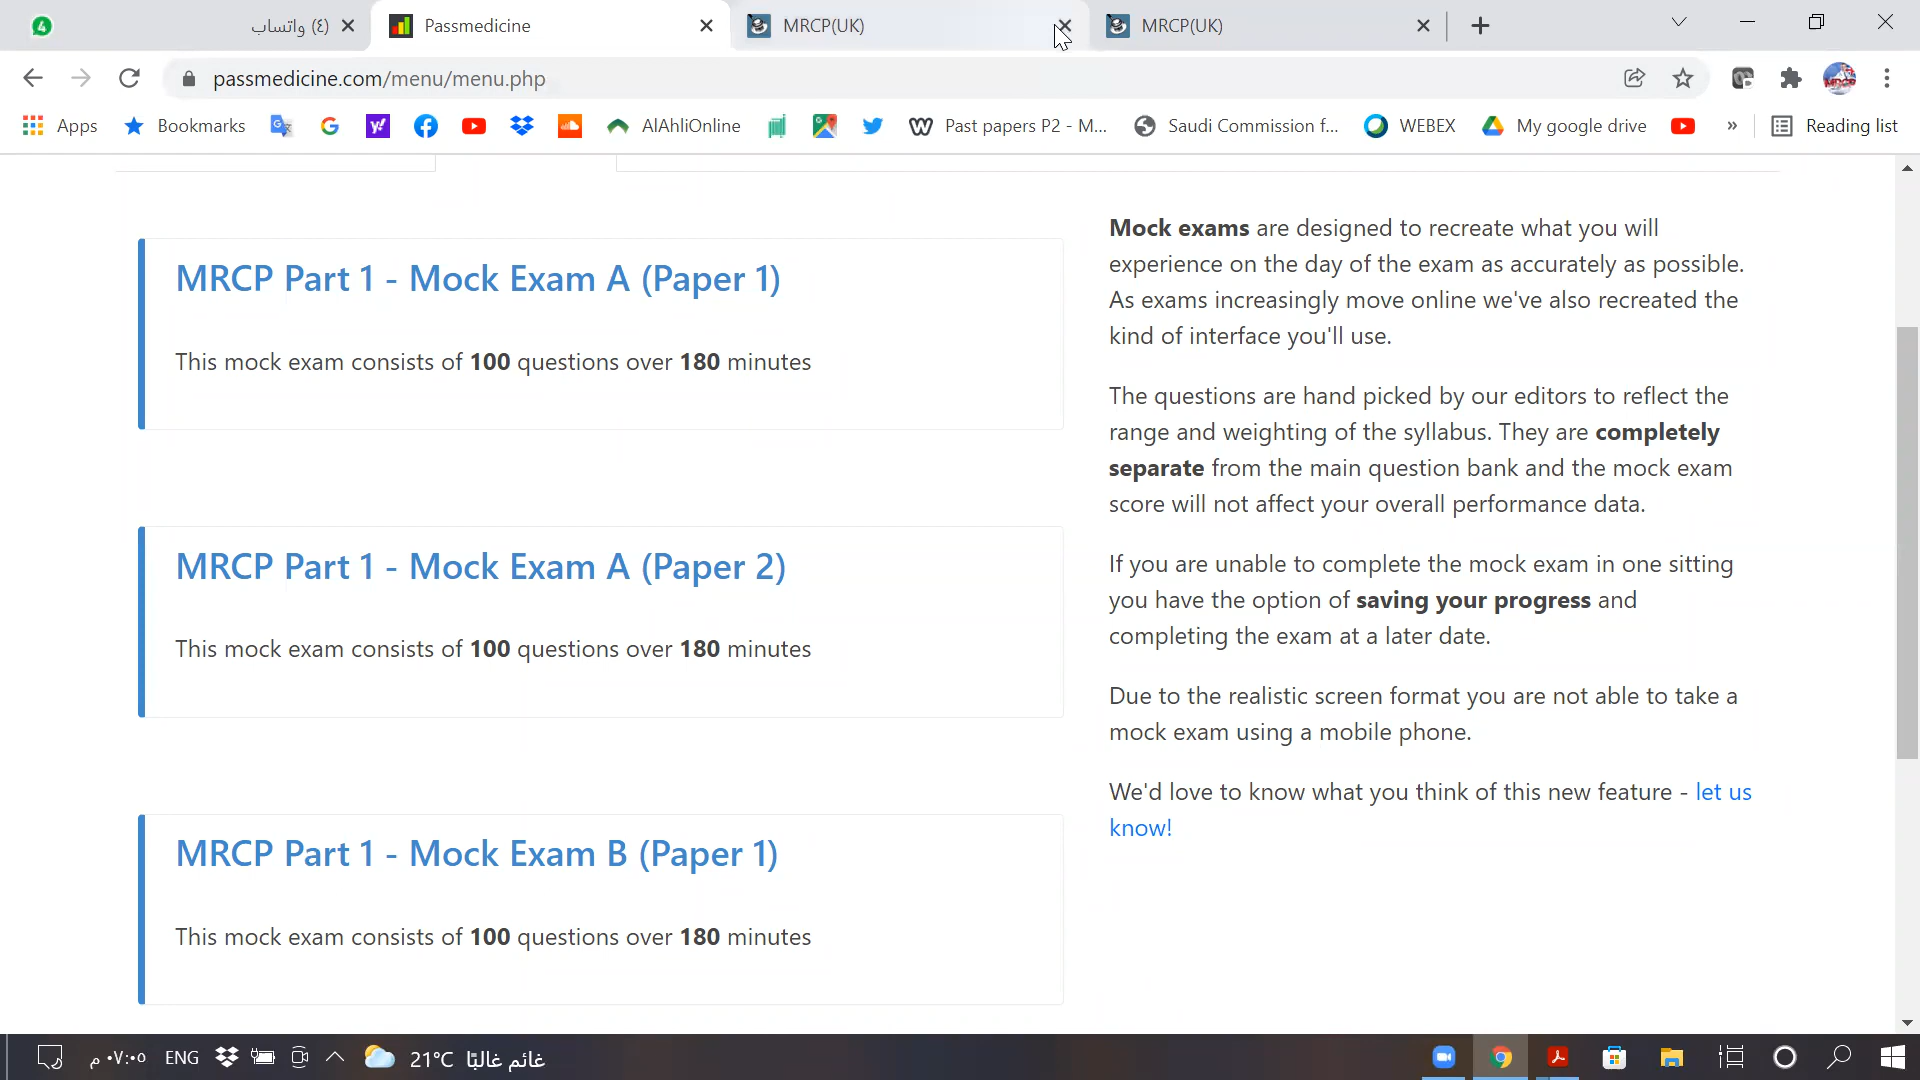 4
(٤) واتساب
Passmedicine
MRCP(UK)
MRCP(UK)
passmedicine.com/menu/menu.php
Apps
Bookmarks
AlAhliOnline
Past papers P2 - M...
Saudi Commission f...
WEBEX
My google drive
»
Reading list
MRCP Part 1 - Mock Exam A (Paper 1)
This mock exam consists of 100 questions over 180 minutes
MRCP Part 1 - Mock Exam A (Paper 2)
This mock exam consists of 100 questions over 180 minutes
MRCP Part 1 - Mock Exam B (Paper 1)
This mock exam consists of 100 questions over 180 minutes
Mock exams are designed to recreate what you will
experience on the day of the exam as accurately as possible.
As exams increasingly move online we've also recreated the
kind of interface you'll use.
The questions are hand picked by our editors to reflect the
range and weighting of the syllabus. They are completely
separate from the main question bank and the mock exam
score will not affect your overall performance data.
If you are unable to complete the mock exam in one sitting
you have the option of saving your progress and
completing the exam at a later date.
Due to the realistic screen format you are not able to take a
mock exam using a mobile phone.
We'd love to know what you think of this new feature - let us
know!
٠٧:٠٥ م
ENG
21°C غائم غالبًا